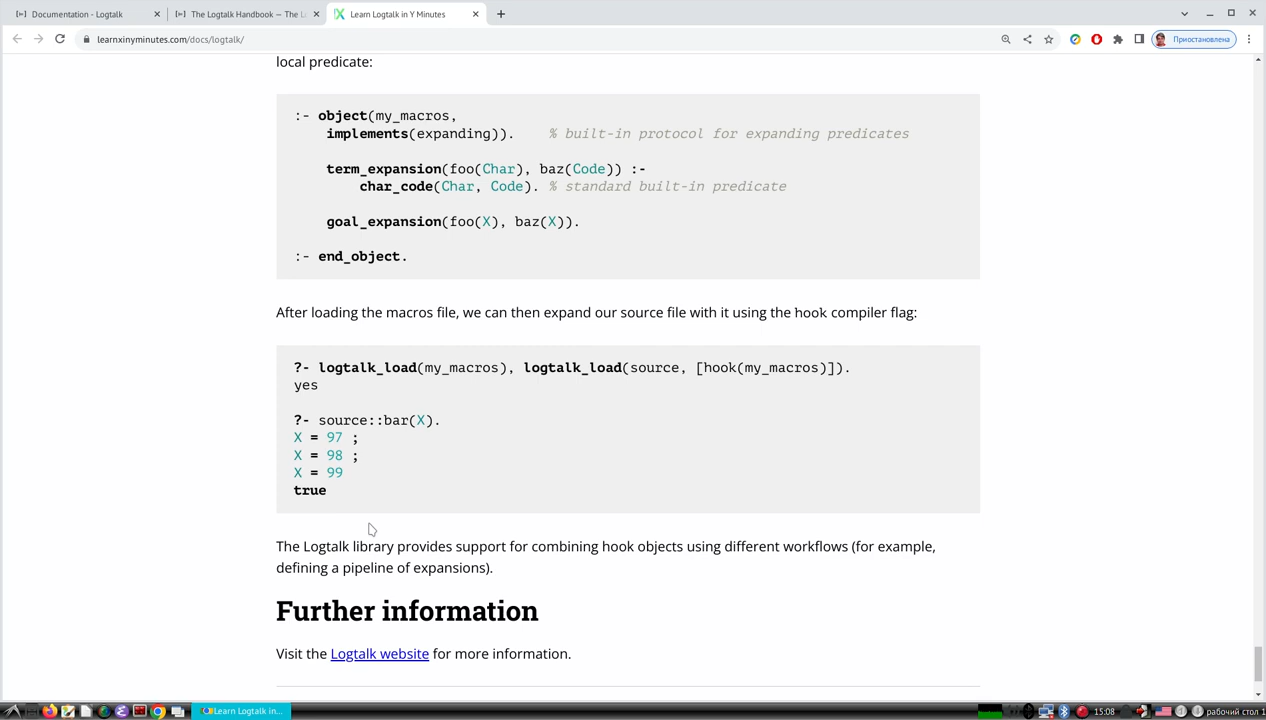 Documentation - Logtalk
The Logtalk Handbook — The L
Learn Logtalk in Y Minutes
learnxinyminutes.com/docs/logtalk/
Приостановлена
local predicate:
:- object(my_macros,
    implements(expanding)).    % built-in protocol for expanding predicates
    term_expansion(foo(Char), baz(Code)) :-
        char_code(Char, Code). % standard built-in predicate
    goal_expansion(foo(X), baz(X)).
:- end_object.
After loading the macros file, we can then expand our source file with it using the hook compiler flag:
?- logtalk_load(my_macros), logtalk_load(source, [hook(my_macros)]).
yes
?- source::bar(X).
X = 97 ;
X = 98 ;
X = 99
true
The Logtalk library provides support for combining hook objects using different workflows (for example,
defining a pipeline of expansions).
Further information
Visit the Logtalk website for more information.
Learn Logtalk in...
15:08
рабочий стол 1